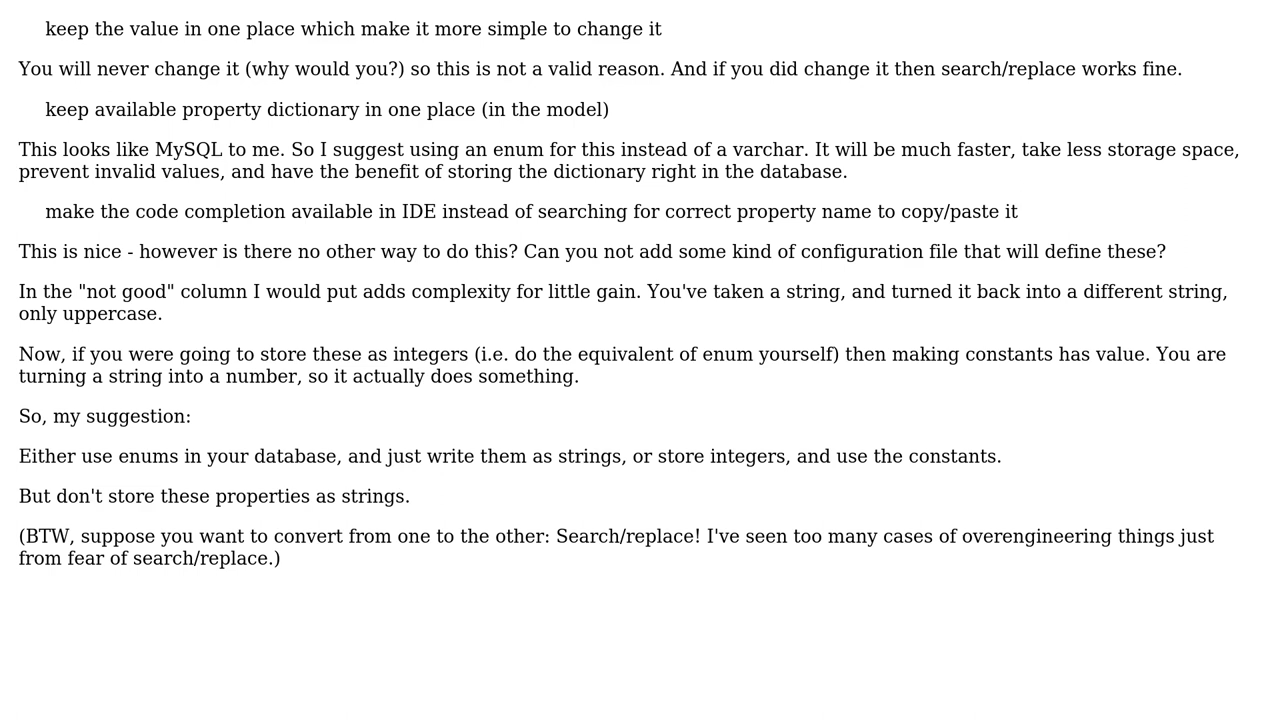 keep the value in one place which make it more simple to change it
You will never change it (why would you?) so this is not a valid reason. And if you did change it then search/replace works fine.
keep available property dictionary in one place (in the model)
This looks like MySQL to me. So I suggest using an enum for this instead of a varchar. It will be much faster, take less storage space,
prevent invalid values, and have the benefit of storing the dictionary right in the database.
make the code completion available in IDE instead of searching for correct property name to copy/paste it
This is nice - however is there no other way to do this? Can you not add some kind of configuration file that will define these?
In the "not good" column I would put adds complexity for little gain. You've taken a string, and turned it back into a different string,
only uppercase.
Now, if you were going to store these as integers (i.e. do the equivalent of enum yourself) then making constants has value. You are
turning a string into a number, so it actually does something.
So, my suggestion:
Either use enums in your database, and just write them as strings, or store integers, and use the constants.
But don't store these properties as strings.
(BTW, suppose you want to convert from one to the other: Search/replace! I've seen too many cases of overengineering things just
from fear of search/replace.)